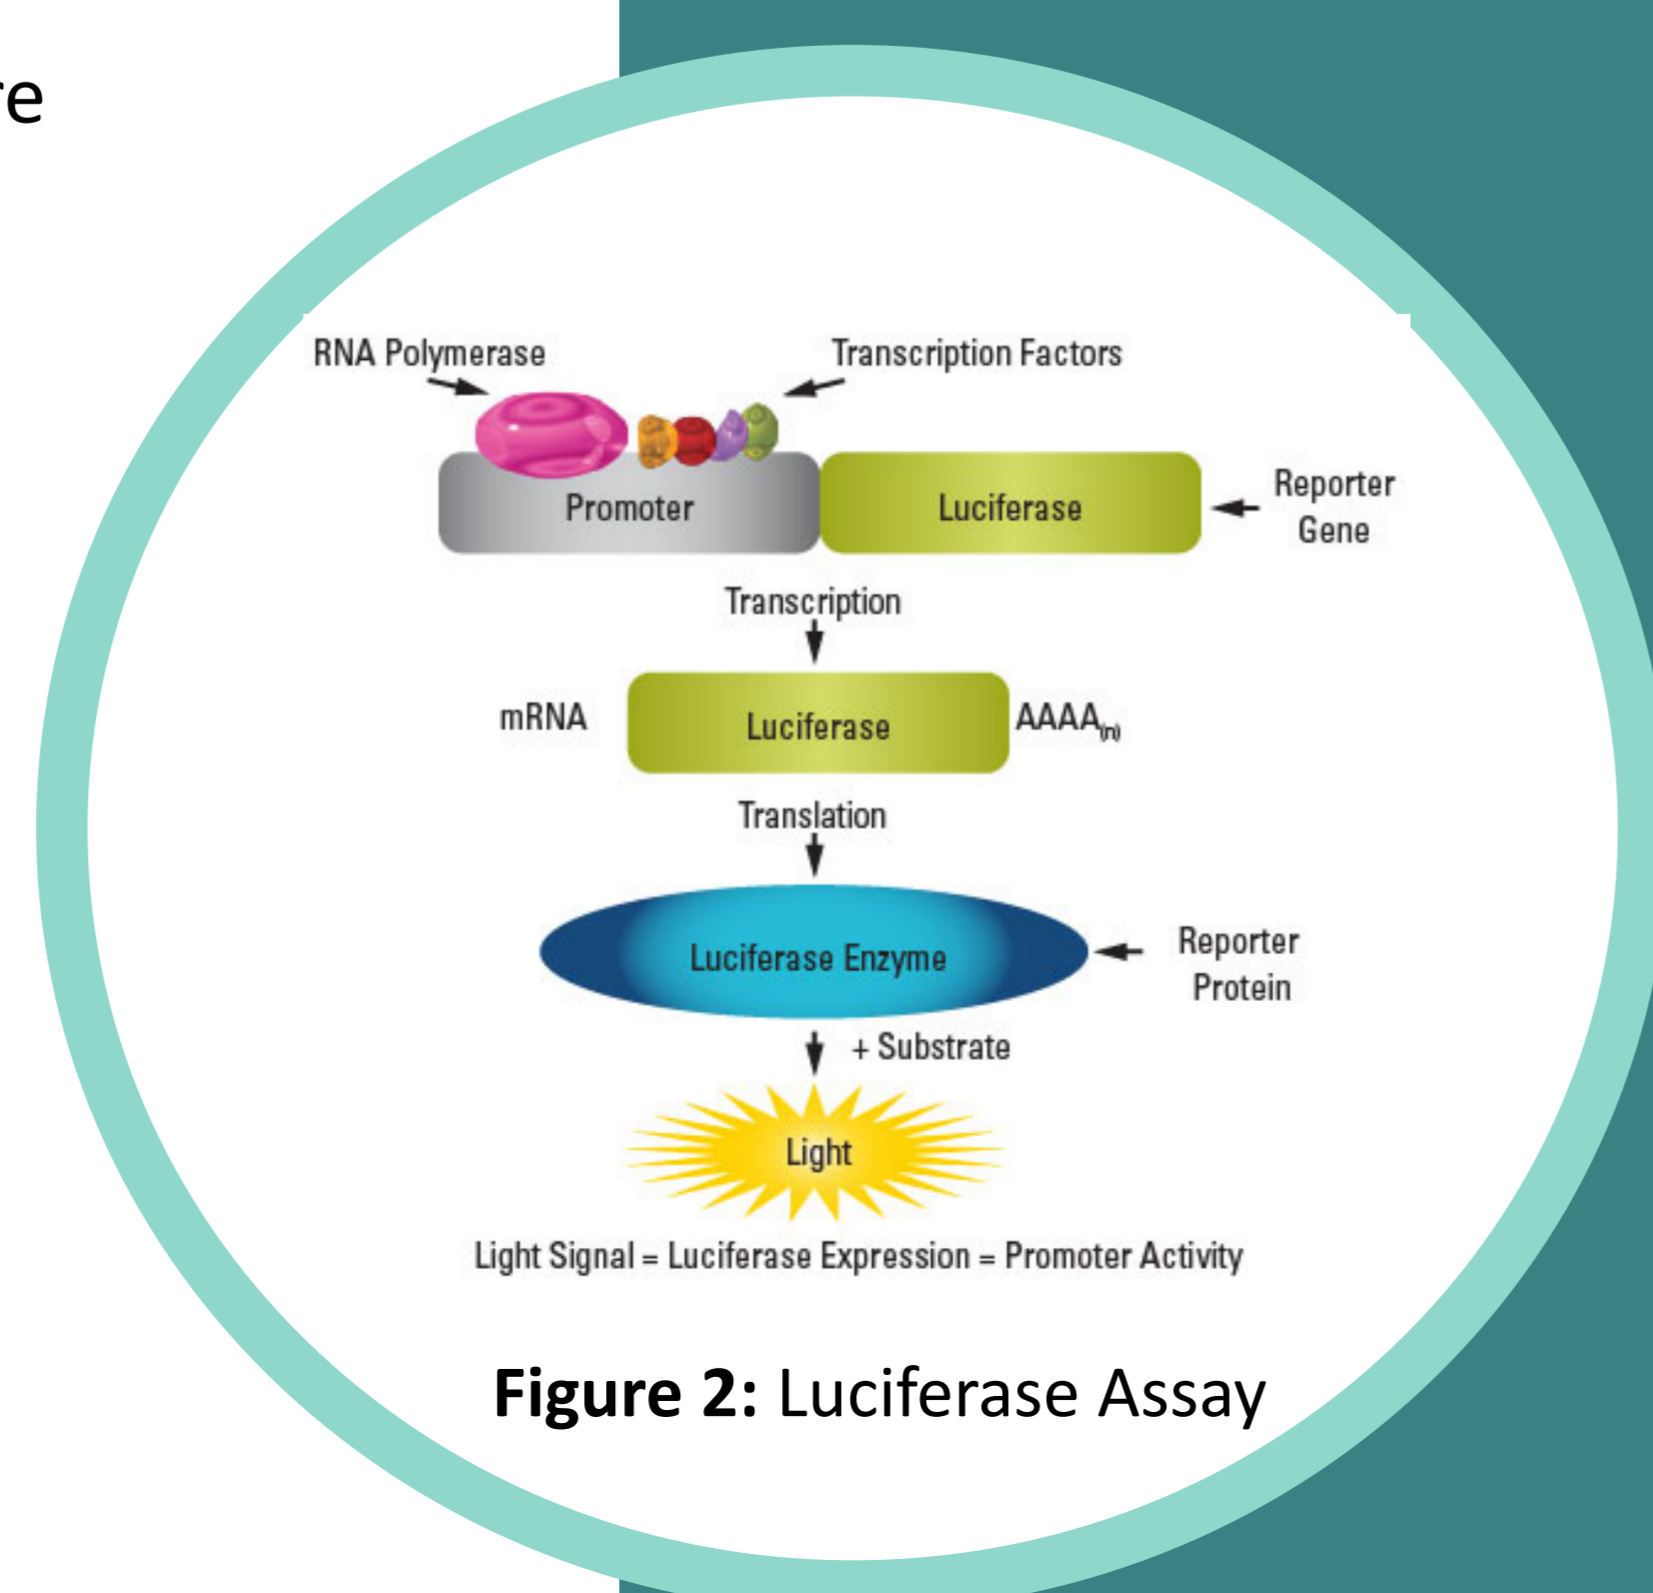 re
RNA Polymerase
Transcription Factors
Promoter
Luciferase
Reporter
Gene
Transcription
mRNA
Luciferase
AAAA(n)
Translation
Luciferase Enzyme
Reporter
Protein
+ Substrate
Light
Light Signal = Luciferase Expression = Promoter Activity
Figure 2: Luciferase Assay